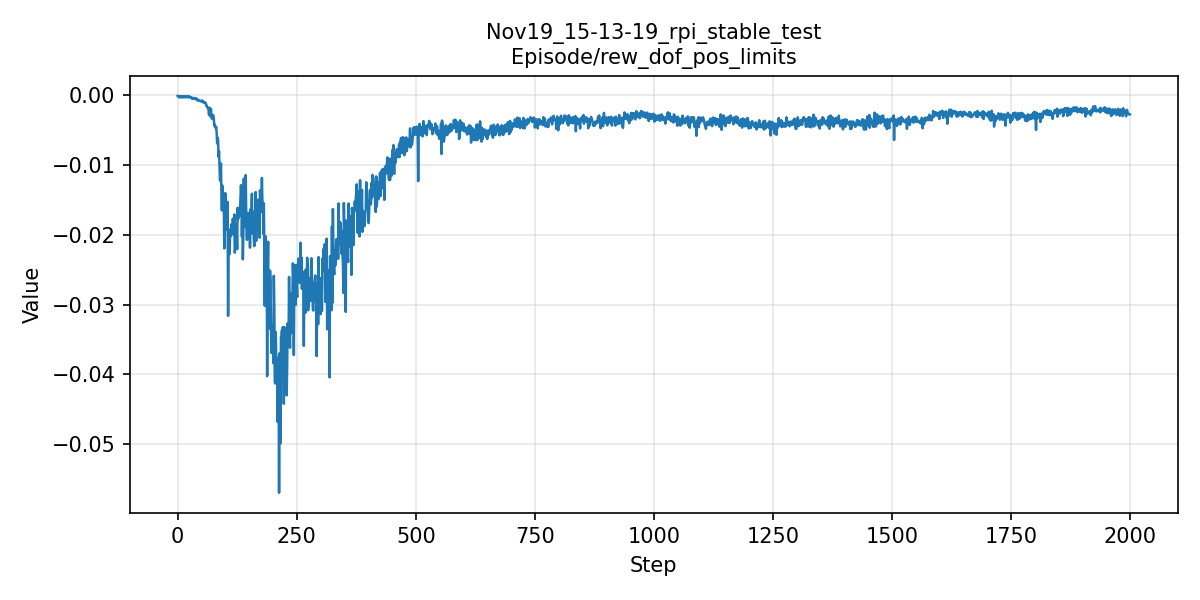 Nov19_15-13-19_rpi_stable_test
Episode/rew_dof_pos_limits
0.00
−0.01
−0.02
−0.03
−0.04
−0.05
Value
0 250 500 750 1000 1250 1500 1750 2000
Step